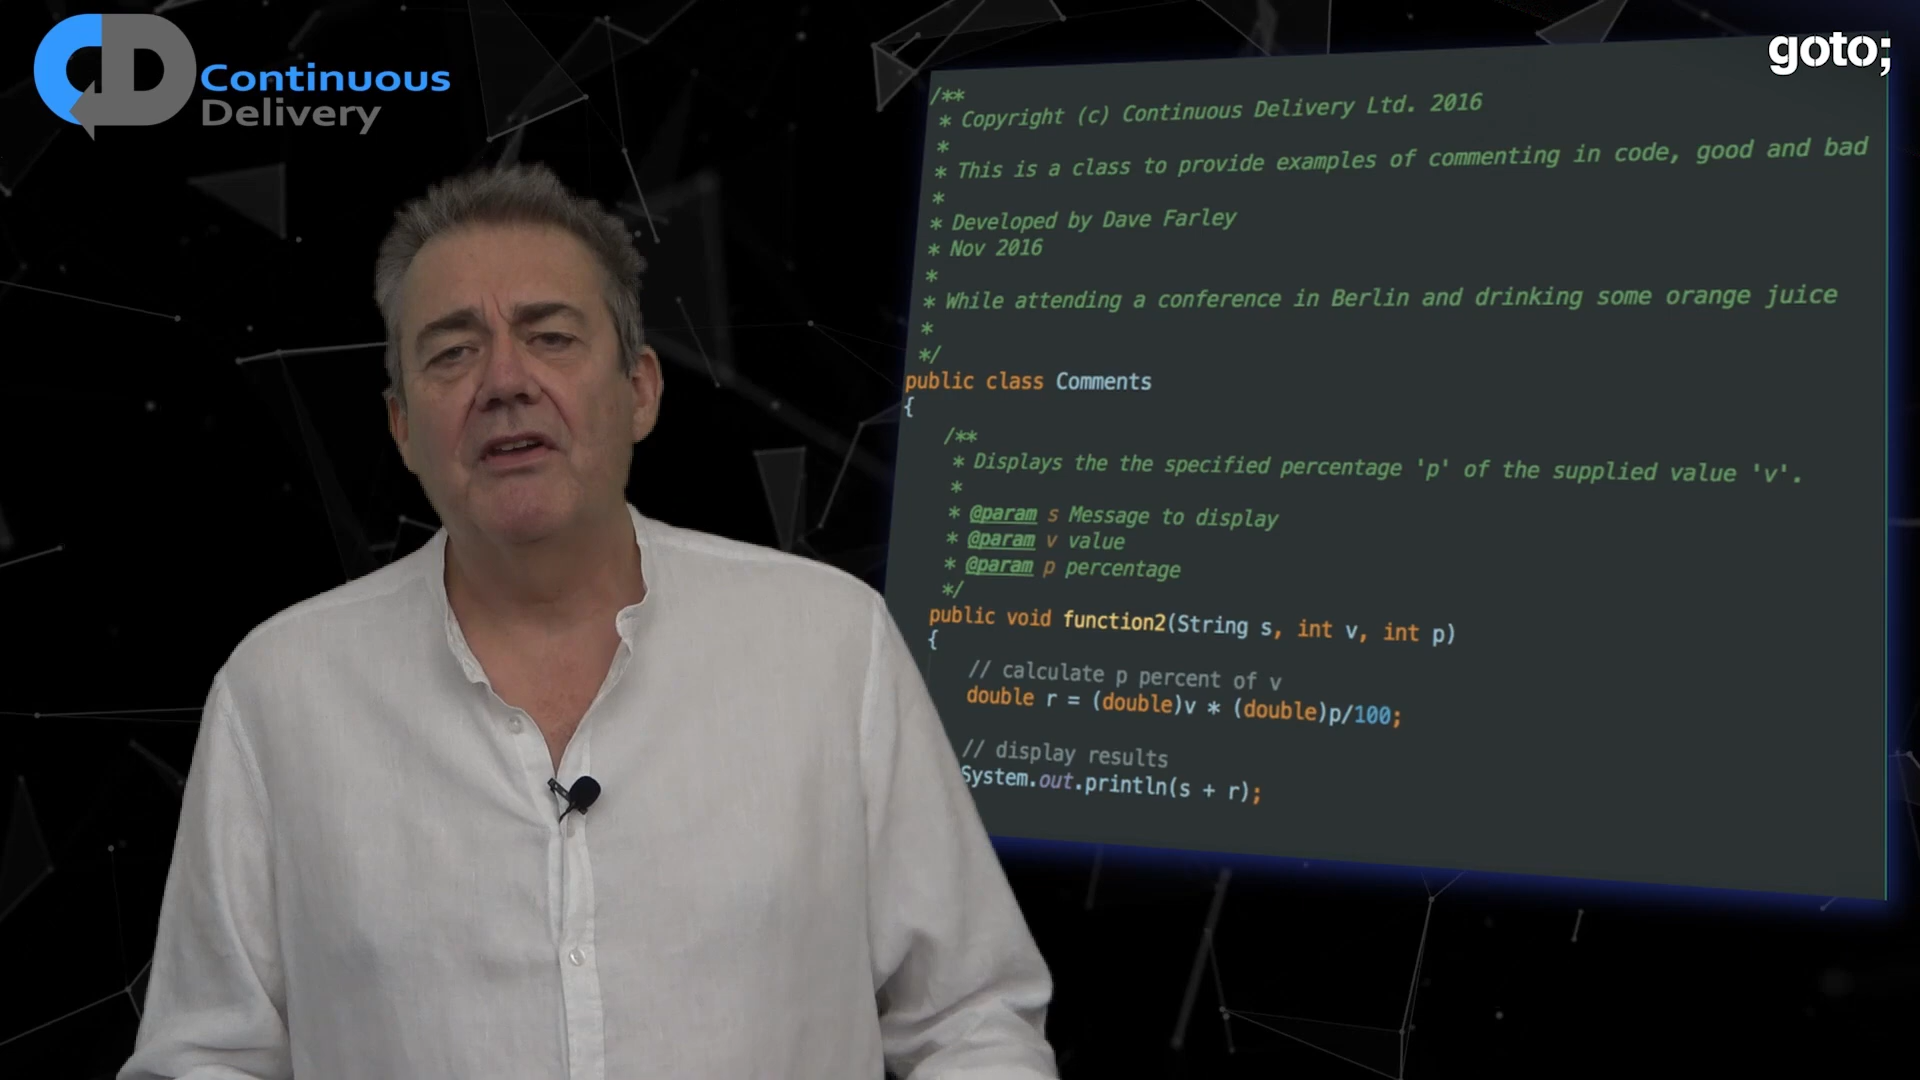 Continuous
Delivery
goto;
/**
* Copyright (c) Continuous Delivery Ltd. 2016
*
* This is a class to provide examples of commenting in code, good and bad
*
* Developed by Dave Farley
* Nov 2016
*
* While attending a conference in Berlin and drinking some orange juice
*
*/
public class Comments
{
/**
* Displays the the specified percentage 'p' of the supplied value 'v'.
*
* @param s Message to display
* @param v value
* @param p percentage
*/
public void function2(String s, int v, int p)
{
// calculate p percent of v
double r = (double)v * (double)p/100;
// display results
System.out.println(s + r);